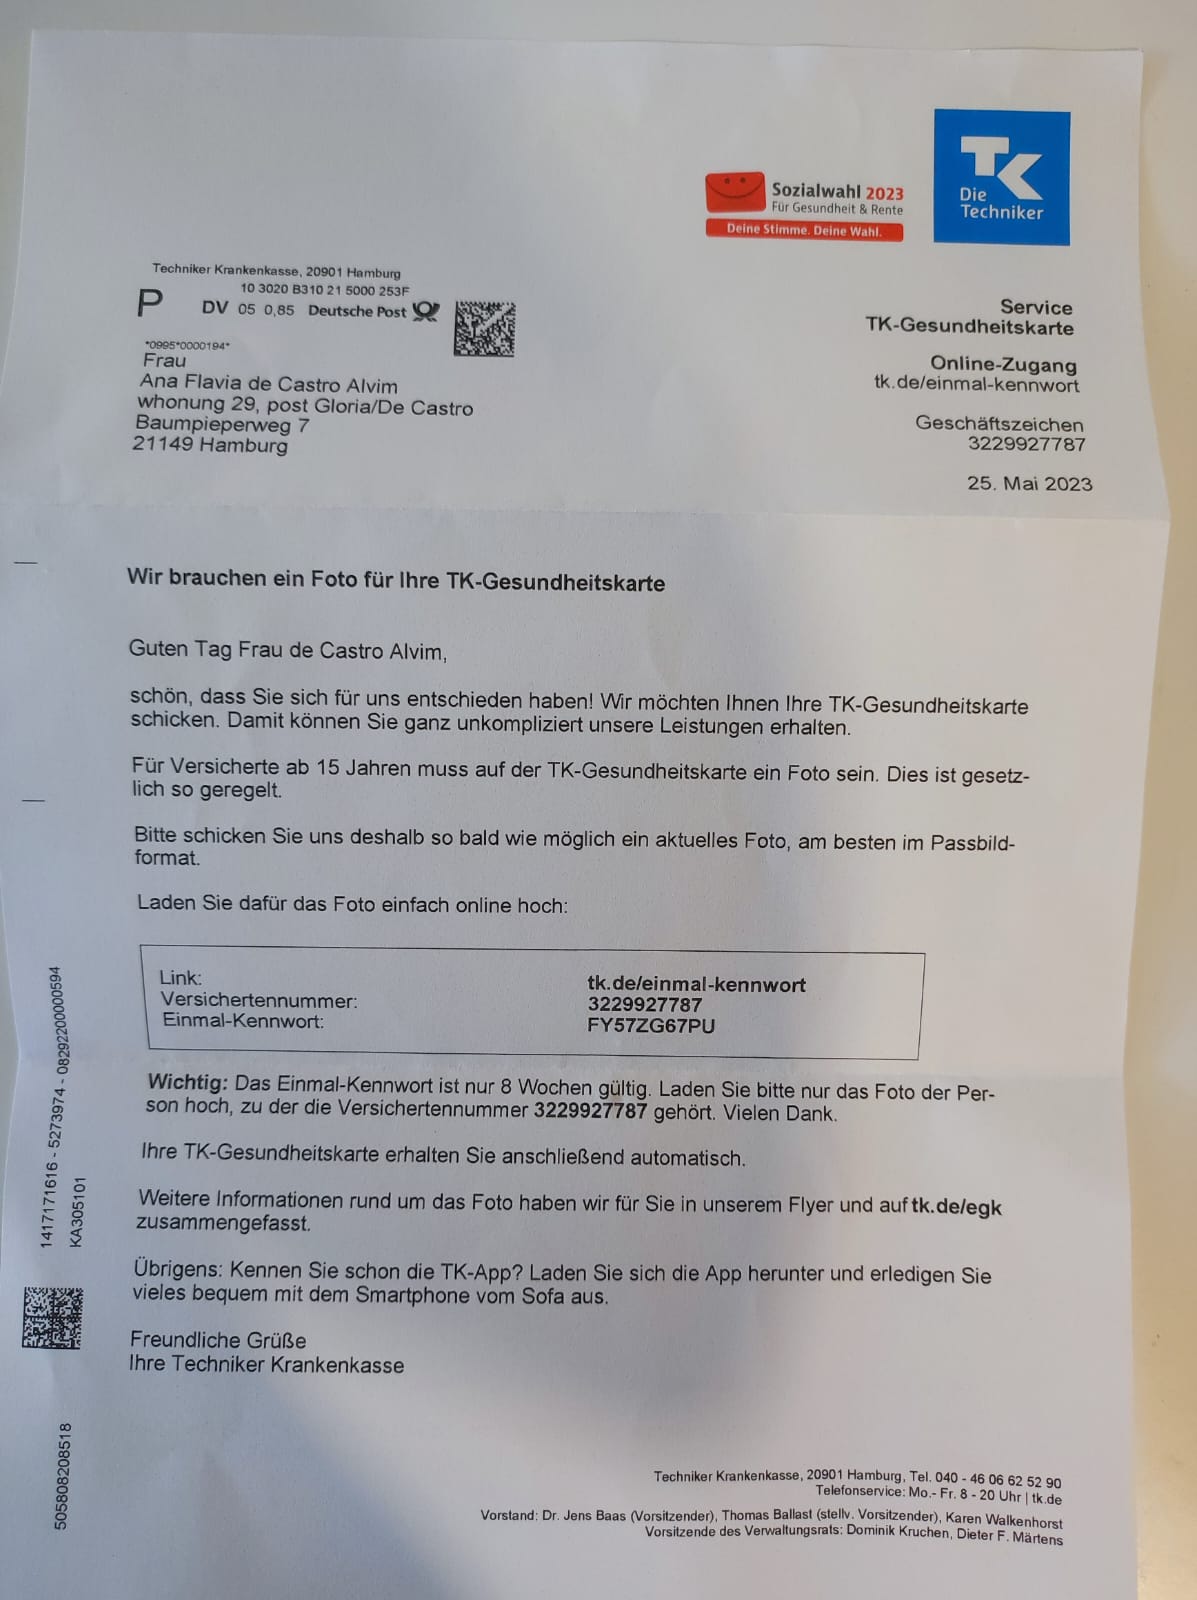 TK
Die
Techniker
Sozialwahl 2023
Für Gesundheit & Rente
Deine Stimme. Deine Wahl.
Techniker Krankenkasse, 20901 Hamburg
10 3020 B310 21 5000 253F
P DV 05 0,85 Deutsche Post
*0995*0000194*
Frau
Ana Flavia de Castro Alvim
whonung 29, post Gloria/De Castro
Baumpieperweg 7
21149 Hamburg
Service
TK-Gesundheitskarte
Online-Zugang
tk.de/einmal-kennwort
Geschäftszeichen
3229927787
25. Mai 2023
Wir brauchen ein Foto für Ihre TK-Gesundheitskarte
Guten Tag Frau de Castro Alvim,
schön, dass Sie sich für uns entschieden haben! Wir möchten Ihnen Ihre TK-Gesundheitskarte
schicken. Damit können Sie ganz unkompliziert unsere Leistungen erhalten.
Für Versicherte ab 15 Jahren muss auf der TK-Gesundheitskarte ein Foto sein. Dies ist gesetz-
lich so geregelt.
Bitte schicken Sie uns deshalb so bald wie möglich ein aktuelles Foto, am besten im Passbild-
format.
Laden Sie dafür das Foto einfach online hoch:
Link: tk.de/einmal-kennwort
Versichertennummer: 3229927787
Einmal-Kennwort: FY57ZG67PU
Wichtig: Das Einmal-Kennwort ist nur 8 Wochen gültig. Laden Sie bitte nur das Foto der Per-
son hoch, zu der die Versichertennummer 3229927787 gehört. Vielen Dank.
Ihre TK-Gesundheitskarte erhalten Sie anschließend automatisch.
Weitere Informationen rund um das Foto haben wir für Sie in unserem Flyer und auf tk.de/egk
zusammengefasst.
Übrigens: Kennen Sie schon die TK-App? Laden Sie sich die App herunter und erledigen Sie
vieles bequem mit dem Smartphone vom Sofa aus.
Freundliche Grüße
Ihre Techniker Krankenkasse
1417171616 - 5273974 - 08292200000594
KA305101
505808208518
Techniker Krankenkasse, 20901 Hamburg, Tel. 040 - 46 06 62 52 90
Telefonservice: Mo.- Fr. 8 - 20 Uhr | tk.de
Vorstand: Dr. Jens Baas (Vorsitzender), Thomas Ballast (stellv. Vorsitzender), Karen Walkenhorst
Vorsitzende des Verwaltungsrats: Dominik Kruchen, Dieter F. Märtens